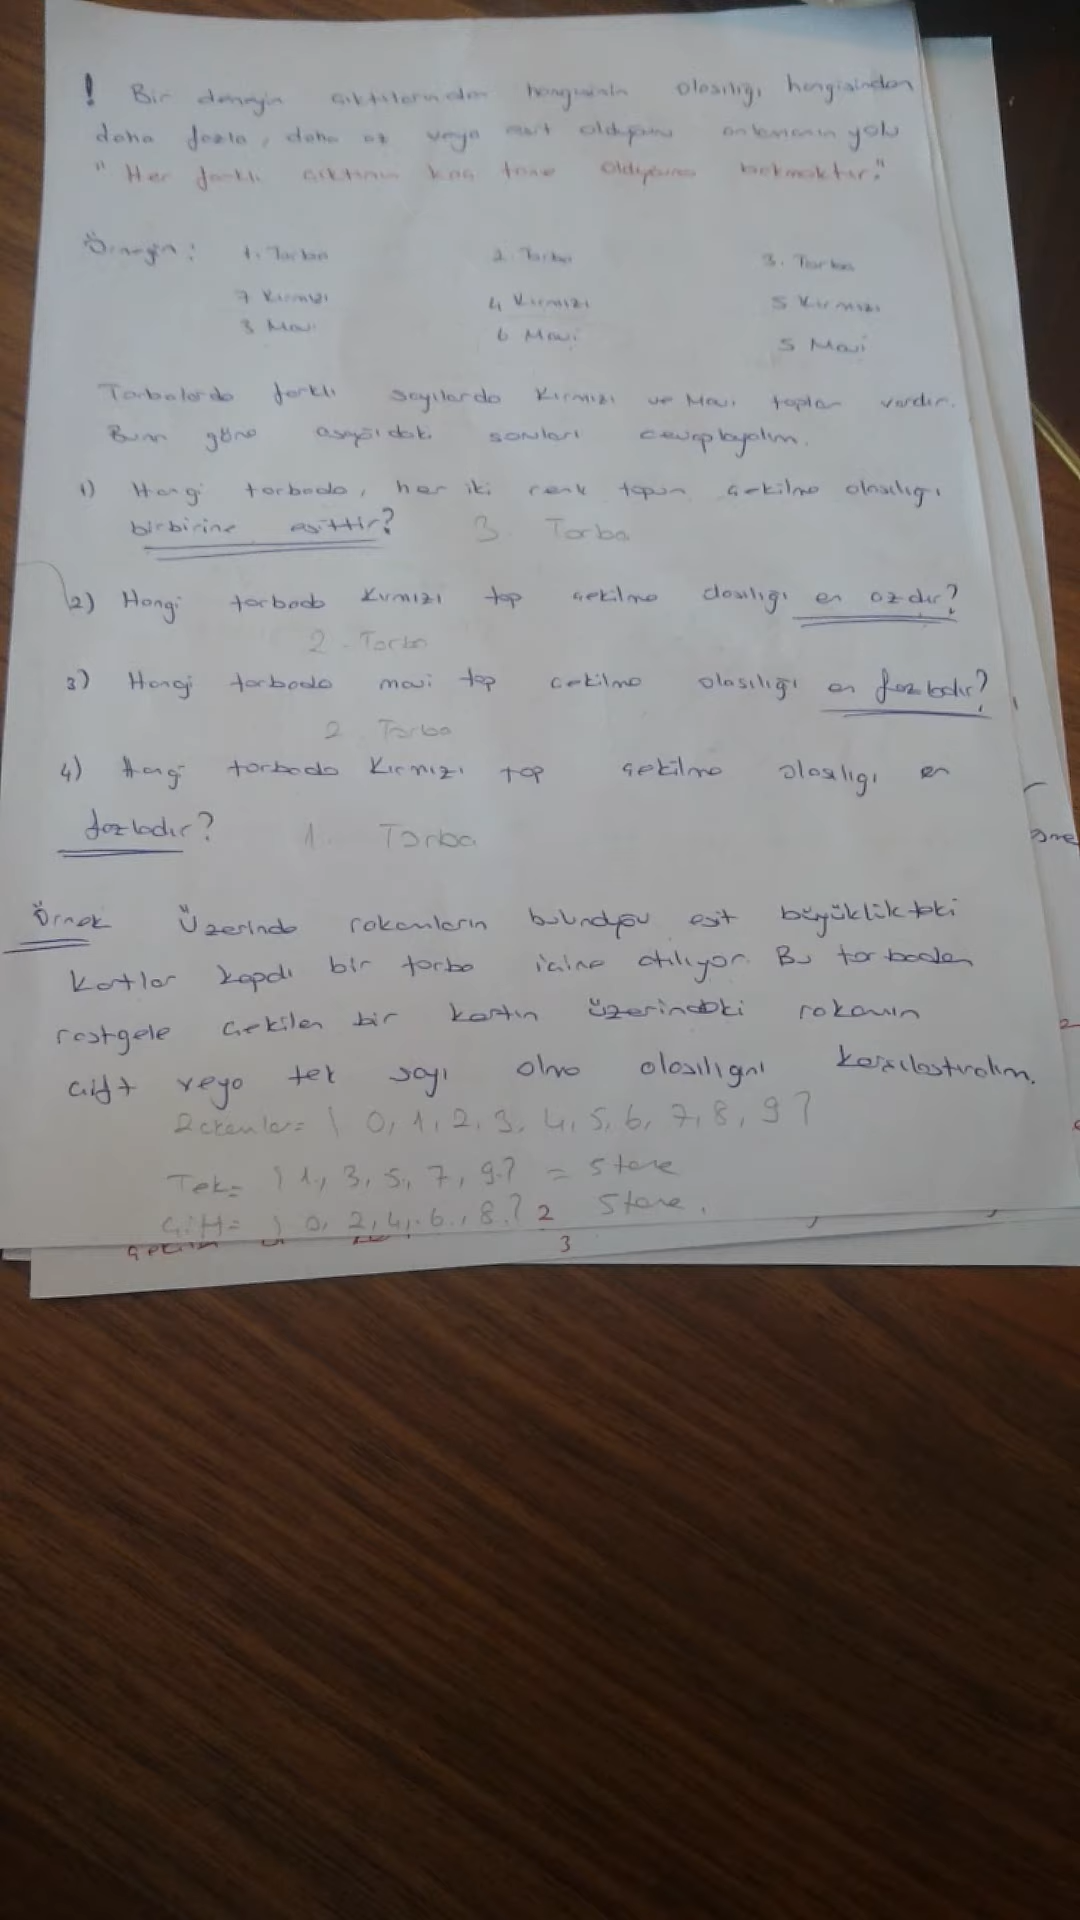 ! Bir deneyin çıktılarından hangisinin olasılığı hangisinden
daha fazla, daha az veya eşit olduğunu anlamanın yolu
"Her farklı çıktının kaç tane olduğuna bakmaktır."
Örneğin: 1. Torba 2. Torba 3. Torba
7 Kırmızı 4 Kırmızı 5 Kırmızı
3 Mavi 6 Mavi 5 Mavi
Torbalarda farklı sayılarda Kırmızı ve Mavi toplar vardır.
Buna göre aşağıdaki soruları cevaplayalım.
1) Hangi torbada, her iki renk topun çekilme olasılığı
birbirine eşittir? 3. Torba
2) Hangi torbada Kırmızı top çekilme olasılığı en azdır?
2. Torba
3) Hangi torbada mavi top çekilme olasılığı en fazladır?
2. Torba
4) Hangi torbada Kırmızı top çekilme olasılığı en
fazladır? 1. Torba
Örnek Üzerinde rakamların bulunduğu eşit büyüklükteki
kartlar kapalı bir torba içine atılıyor. Bu torbadan
rastgele çekilen bir kartın üzerindeki rakamın
çift veya tek sayı olma olasılığını karşılaştıralım.
Rakamlar = { 0, 1, 2, 3, 4, 5, 6, 7, 8, 9 }
Tek = { 1, 3, 5, 7, 9 } = 5 tane
Çift = { 0, 2, 4, 6, 8 } 5 tane.
2
3